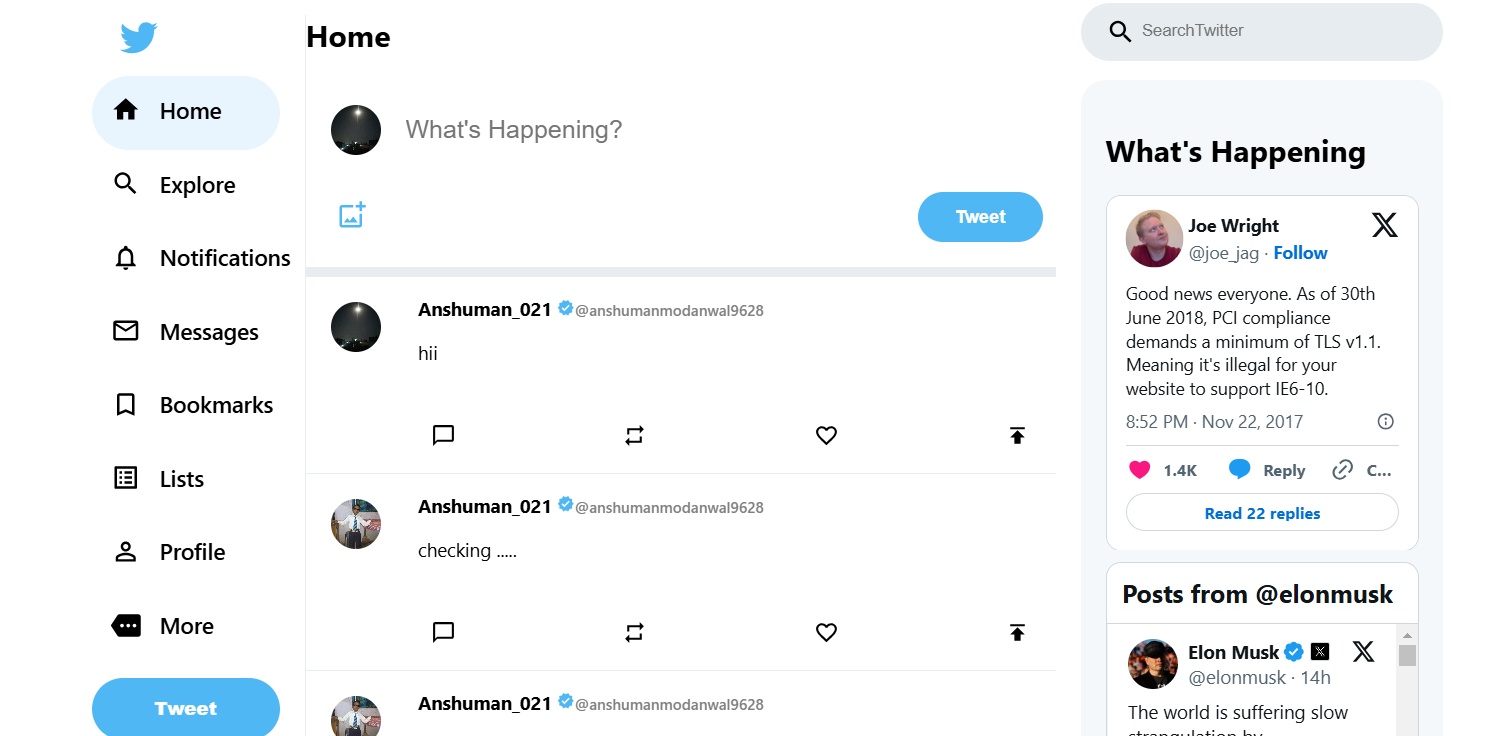 Home
Explore
Notifications
Messages
Bookmarks
Lists
Profile
More
Tweet
Home
What's Happening?
Tweet
Anshuman_021 @anshumanmodanwal9628
hii
Anshuman_021 @anshumanmodanwal9628
checking .....
Anshuman_021 @anshumanmodanwal9628
SearchTwitter
What's Happening
Joe Wright
@joe_jag · Follow
Good news everyone. As of 30th
June 2018, PCI compliance
demands a minimum of TLS v1.1.
Meaning it's illegal for your
website to support IE6-10.
8:52 PM · Nov 22, 2017
1.4K Reply C...
Read 22 replies
Posts from @elonmusk
Elon Musk
@elonmusk · 14h
The world is suffering slow
strangulation by